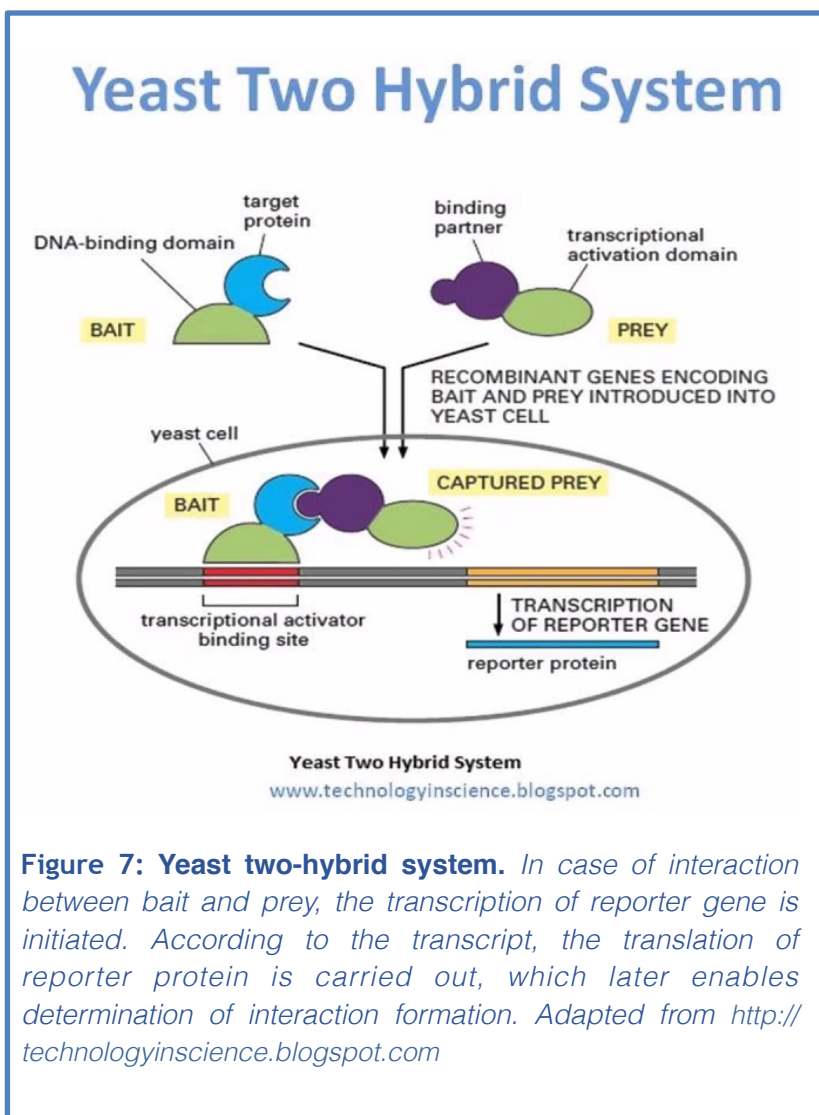 Yeast Two Hybrid System
target
protein
DNA-binding domain
BAIT
binding
partner
transcriptional
activation domain
PREY
RECOMBINANT GENES ENCODING
BAIT AND PREY INTRODUCED INTO
YEAST CELL
yeast cell
BAIT
CAPTURED PREY
transcriptional activator
binding site
TRANSCRIPTION
OF REPORTER GENE
reporter protein
Yeast Two Hybrid System
www.technologyinscience.blogspot.com
Figure 7: Yeast two-hybrid system. In case of interaction
between bait and prey, the transcription of reporter gene is
initiated. According to the transcript, the translation of
reporter protein is carried out, which later enables
determination of interaction formation. Adapted from http://
technologyinscience.blogspot.com